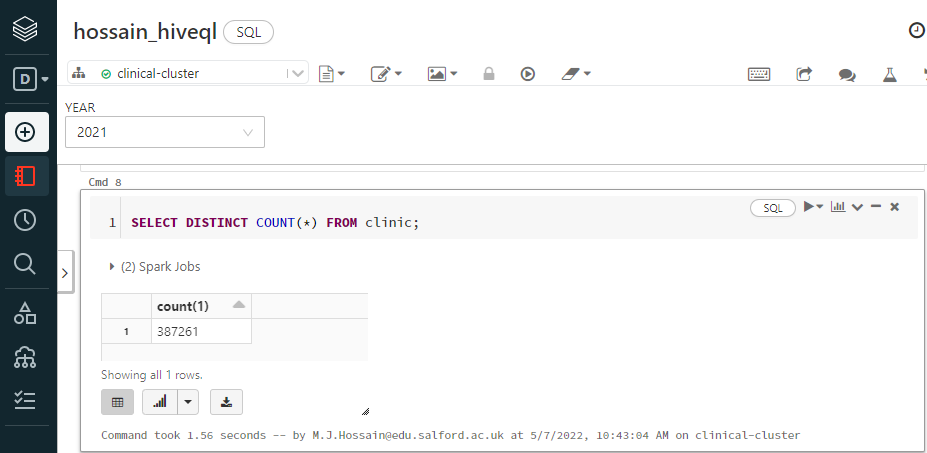 hossain_hiveql SQL
D
clinical-cluster
YEAR
2021
Cmd 8
SQL
1 SELECT DISTINCT COUNT(*) FROM clinic;
(2) Spark Jobs
count(1)
1 387261
Showing all 1 rows.
Command took 1.56 seconds -- by M.J.Hossain@edu.salford.ac.uk at 5/7/2022, 10:43:04 AM on clinical-cluster